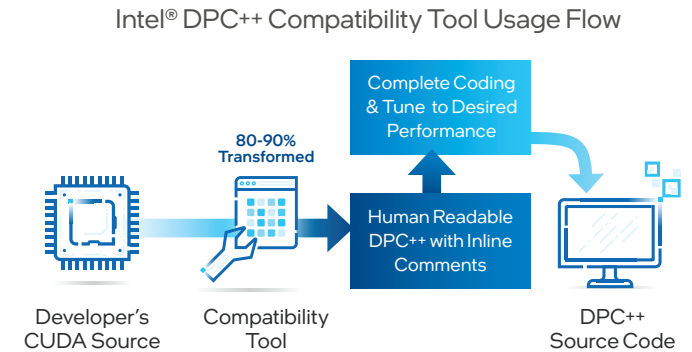 Intel® DPC++ Compatibility Tool Usage Flow
Complete Coding
& Tune to Desired
Performance
80-90%
Transformed
Human Readable
DPC++ with Inline
Comments
Developer's
CUDA Source
Compatibility
Tool
DPC++
Source Code